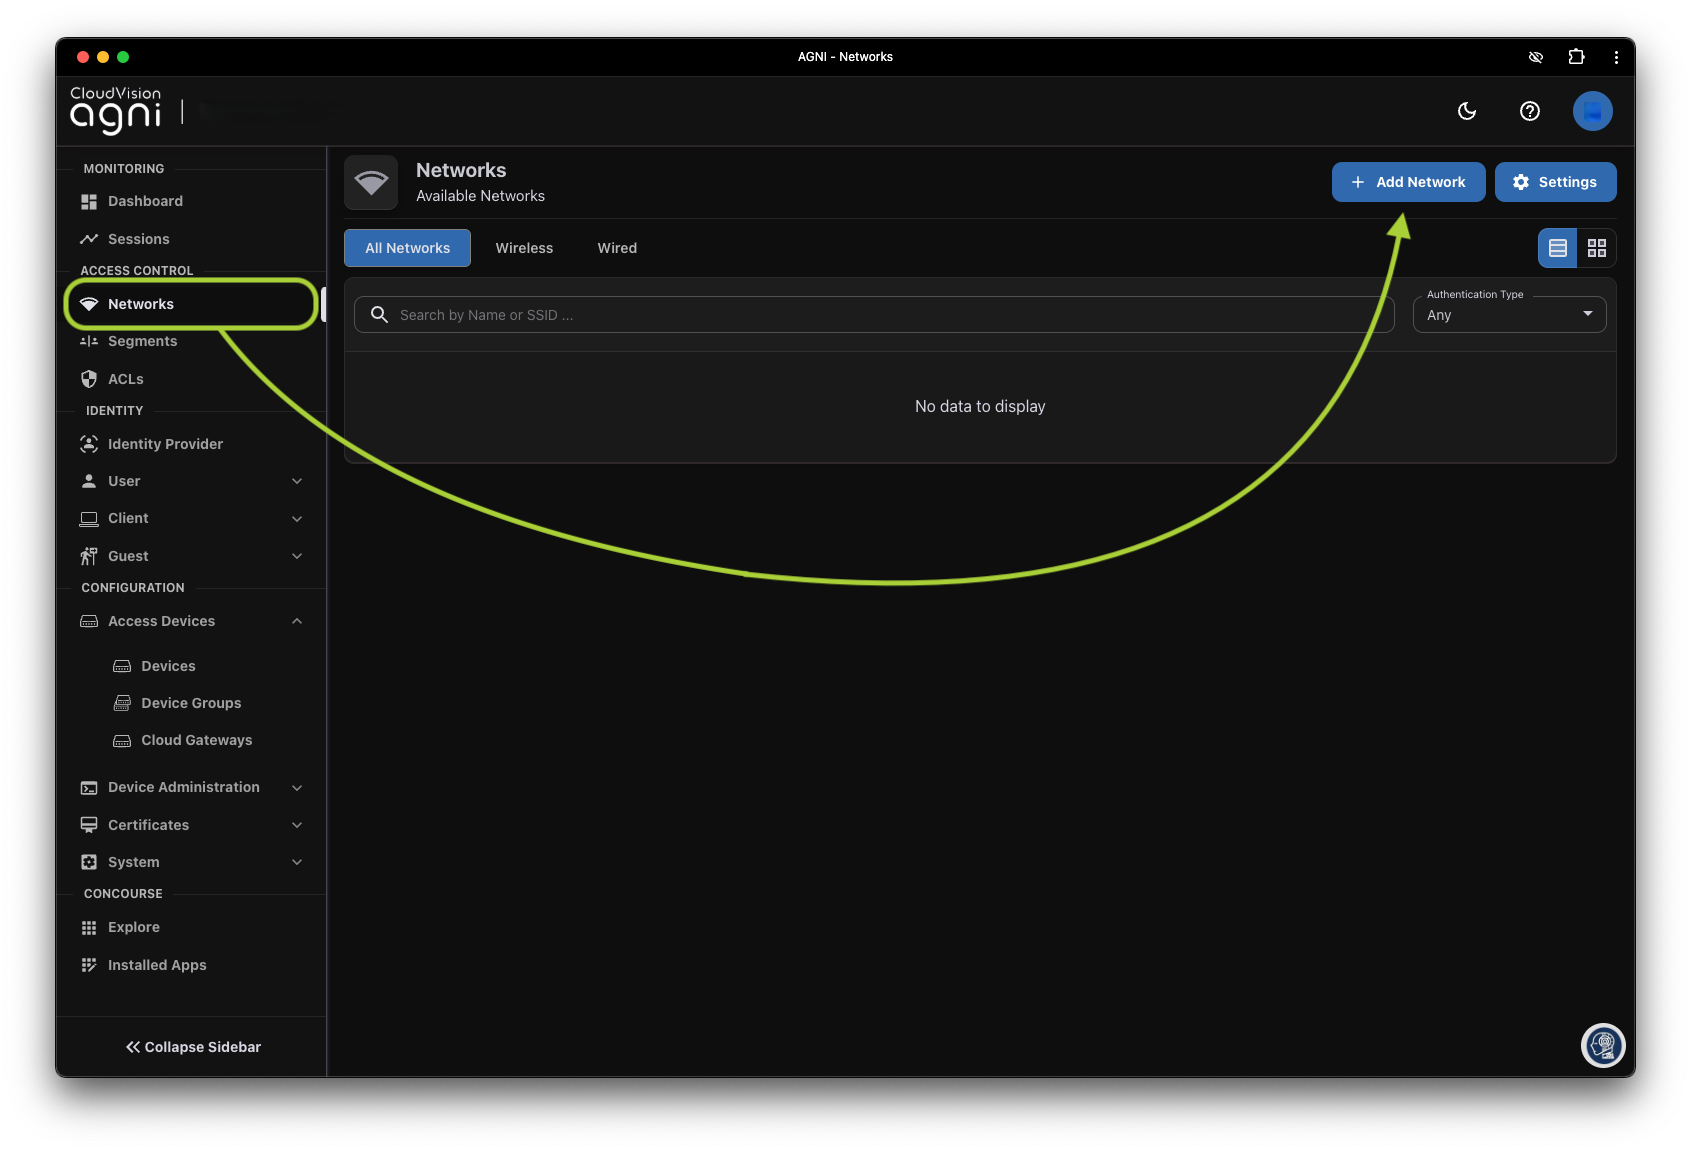 AGNI - Networks
CloudVision
agni
MONITORING
Dashboard
Sessions
ACCESS CONTROL
Networks
Segments
ACLs
IDENTITY
Identity Provider
User
Client
Guest
CONFIGURATION
Access Devices
Devices
Device Groups
Cloud Gateways
Device Administration
Certificates
System
CONCOURSE
Explore
Installed Apps
Collapse Sidebar
Networks
Available Networks
Add Network
Settings
All Networks
Wireless
Wired
Search by Name or SSID ...
Authentication Type
Any
No data to display